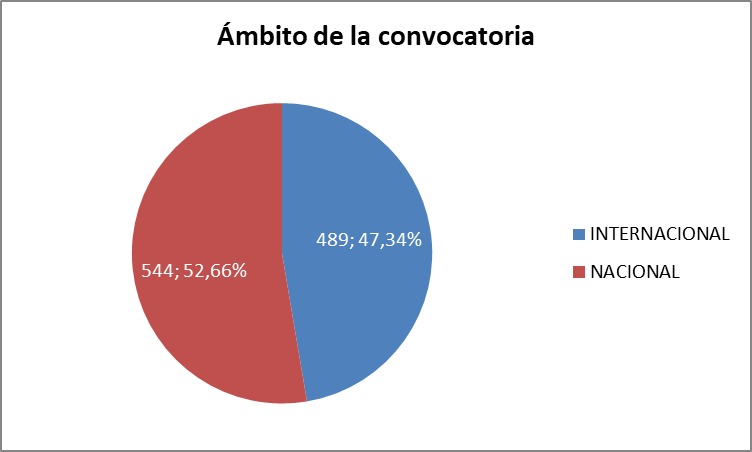 Ámbito de la convocatoria
489; 47,34%
544; 52,66%
INTERNACIONAL
NACIONAL